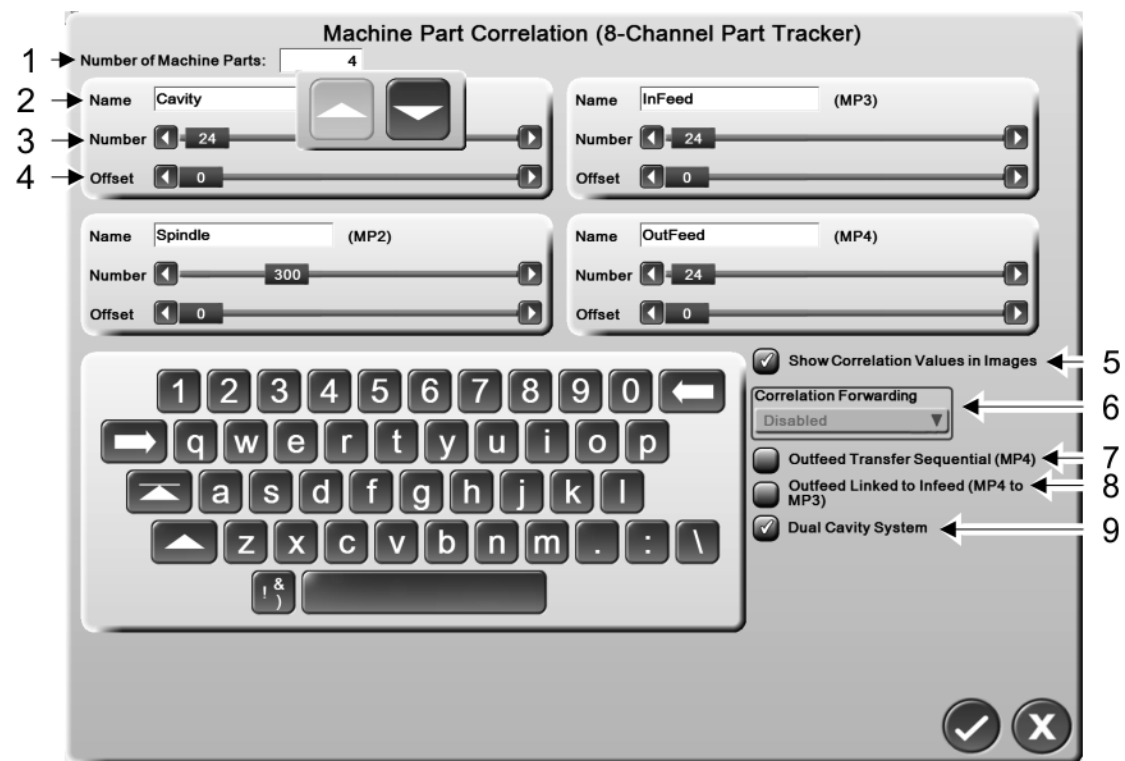 Machine Part Correlation (8-Channel Part Tracker)
1 Number of Machine Parts: 4
2 Name Cavity
3 Number 24
4 Offset 0
Name InFeed (MP3)
Number 24
Offset 0
Name Spindle (MP2)
Number 300
Offset 0
Name OutFeed (MP4)
Number 24
Offset 0
1 2 3 4 5 6 7 8 9 0
q w e r t y u i o p
a s d f g h j k l
z x c v b n m . : \
! & )
Show Correlation Values in Images 5
Correlation Forwarding 6
Disabled
Outfeed Transfer Sequential (MP4) 7
Outfeed Linked to Infeed (MP4 to 8
MP3)
Dual Cavity System 9
X